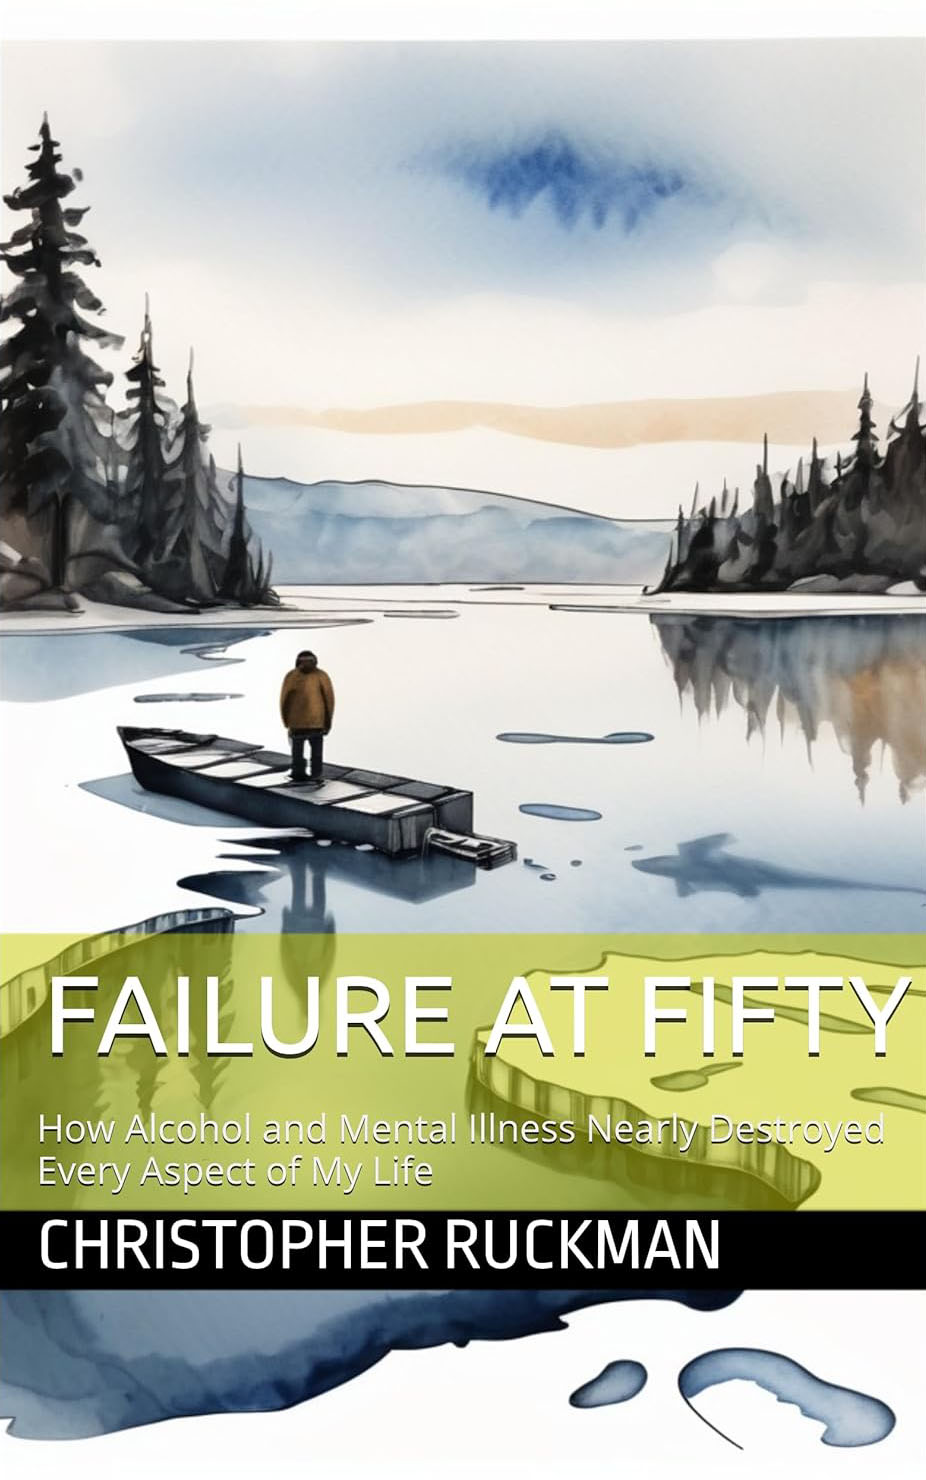 FAILURE AT FIFTY
How Alcohol and Mental Illness Nearly Destroyed
Every Aspect of My Life
CHRISTOPHER RUCKMAN